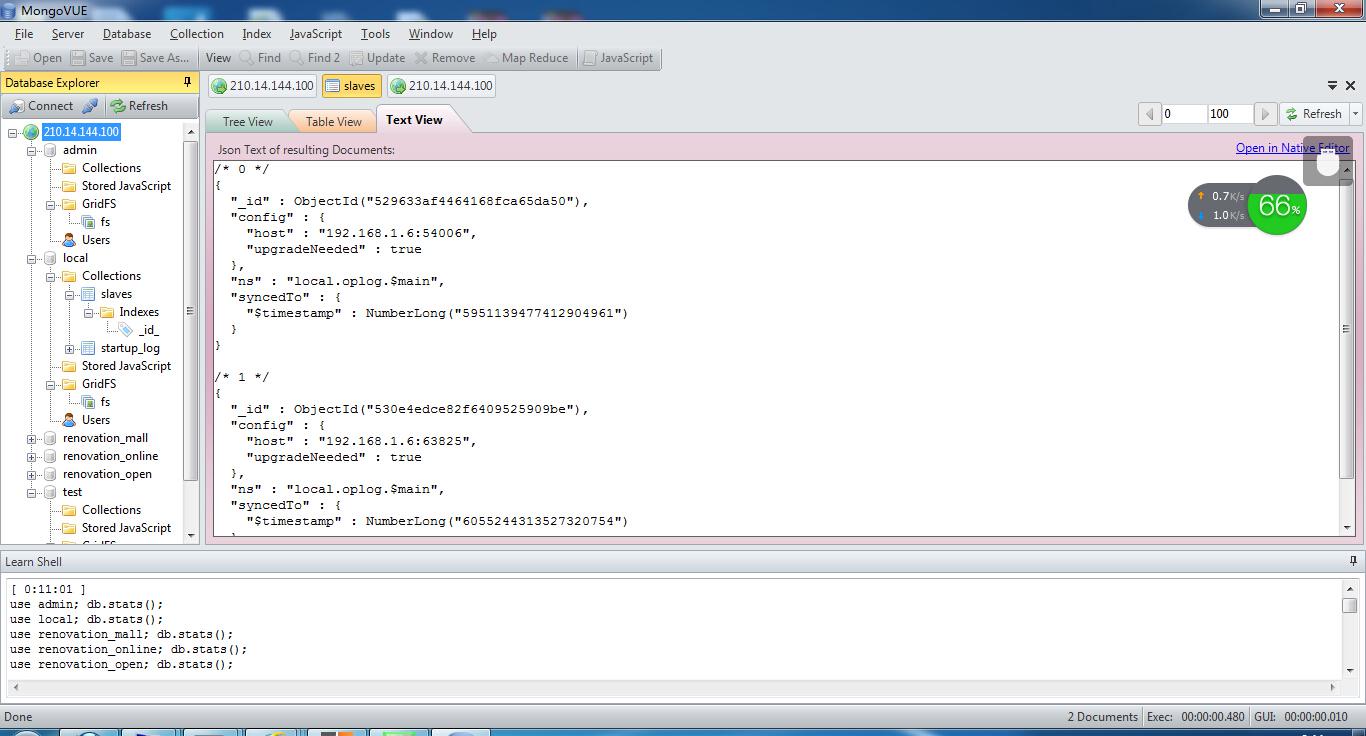 MongoVUE
File Server Database Collection Index JavaScript Tools Window Help
Open Save Save As... View Find Find 2 Update Remove Map Reduce JavaScript
Database Explorer
Connect Refresh
210.14.144.100
admin
Collections
Stored JavaScript
GridFS
fs
Users
local
Collections
slaves
Indexes
_id_
startup_log
Stored JavaScript
GridFS
fs
Users
renovation_mall
renovation_online
renovation_open
test
Collections
Stored JavaScript
GridFS
210.14.144.100 slaves 210.14.144.100
Tree View Table View Text View
0 100 Refresh
Json Text of resulting Documents:
Open in Native Editor
/* 0 */
{
"_id" : ObjectId("529633af4464168fca65da50"),
"config" : {
"host" : "192.168.1.6:54006",
"upgradeNeeded" : true
},
"ns" : "local.oplog.$main",
"syncedTo" : {
"$timestamp" : NumberLong("5951139477412904961")
}
}
/* 1 */
{
"_id" : ObjectId("530e4edce82f6409525909be"),
"config" : {
"host" : "192.168.1.6:63825",
"upgradeNeeded" : true
},
"ns" : "local.oplog.$main",
"syncedTo" : {
"$timestamp" : NumberLong("6055244313527320754")
}
0.7K/s
1.0K/s
66%
Learn Shell
[ 0:11:01 ]
use admin; db.stats();
use local; db.stats();
use renovation_mall; db.stats();
use renovation_online; db.stats();
use renovation_open; db.stats();
Done
2 Documents Exec: 00:00:00.480 GUI: 00:00:00.010